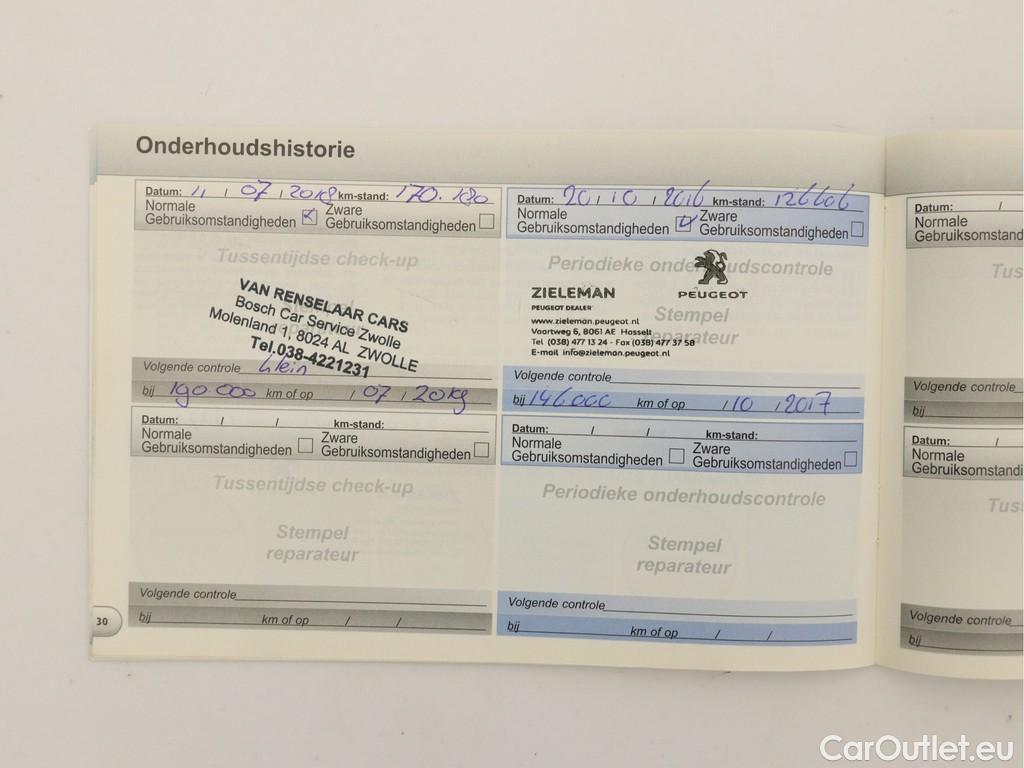 Onderhoudshistorie
Datum: 11 / 07 / 2018 km-stand: 170.180
Normale Gebruiksomstandigheden Zware Gebruiksomstandigheden
Tussentijdse check-up
VAN RENSELAAR CARS
Bosch Car Service Zwolle
Molenland 1, 8024 AL ZWOLLE
Tel.038-4221231
Volgende controle klein
bij 190 000 km of op / 07 / 2019
Datum: 20 / 10 / 2016 km-stand: 126606
Normale Gebruiksomstandigheden Zware Gebruiksomstandigheden
Periodieke onderhoudscontrole
Stempel
reparateur
ZIELEMAN
PEUGEOT DEALER
PEUGEOT
www.zieleman.peugeot.nl
Vaartweg 6, 8061 AE Hasselt
Tel (038) 477 13 24 - Fax (038) 477 37 58
E-mail info@zieleman.peugeot.nl
Volgende controle
bij 146000 km of op / 10 / 2017
Datum: / / km-stand:
Normale Gebruiksomstandigheden Zware Gebruiksomstandigheden
Tussentijdse check-up
Stempel
reparateur
Volgende controle
bij km of op / /
Datum: / / km-stand:
Normale Gebruiksomstandigheden Zware Gebruiksomstandigheden
Periodieke onderhoudscontrole
Stempel
reparateur
Volgende controle
bij km of op / /
30
Datum: /
Normale
Gebruiksomstand
Tus
Volgende controle
bij
Datum: /
Normale
Gebruiksomstandi
Tus
Volgende controle
bij
CarOutlet.eu